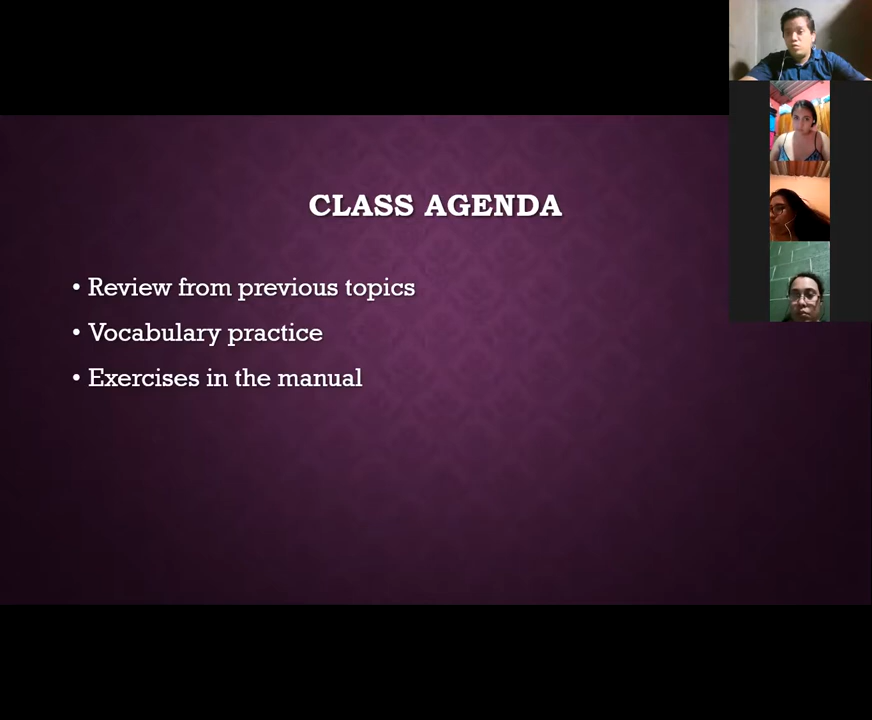 CLASS AGENDA
• Review from previous topics
• Vocabulary practice
• Exercises in the manual